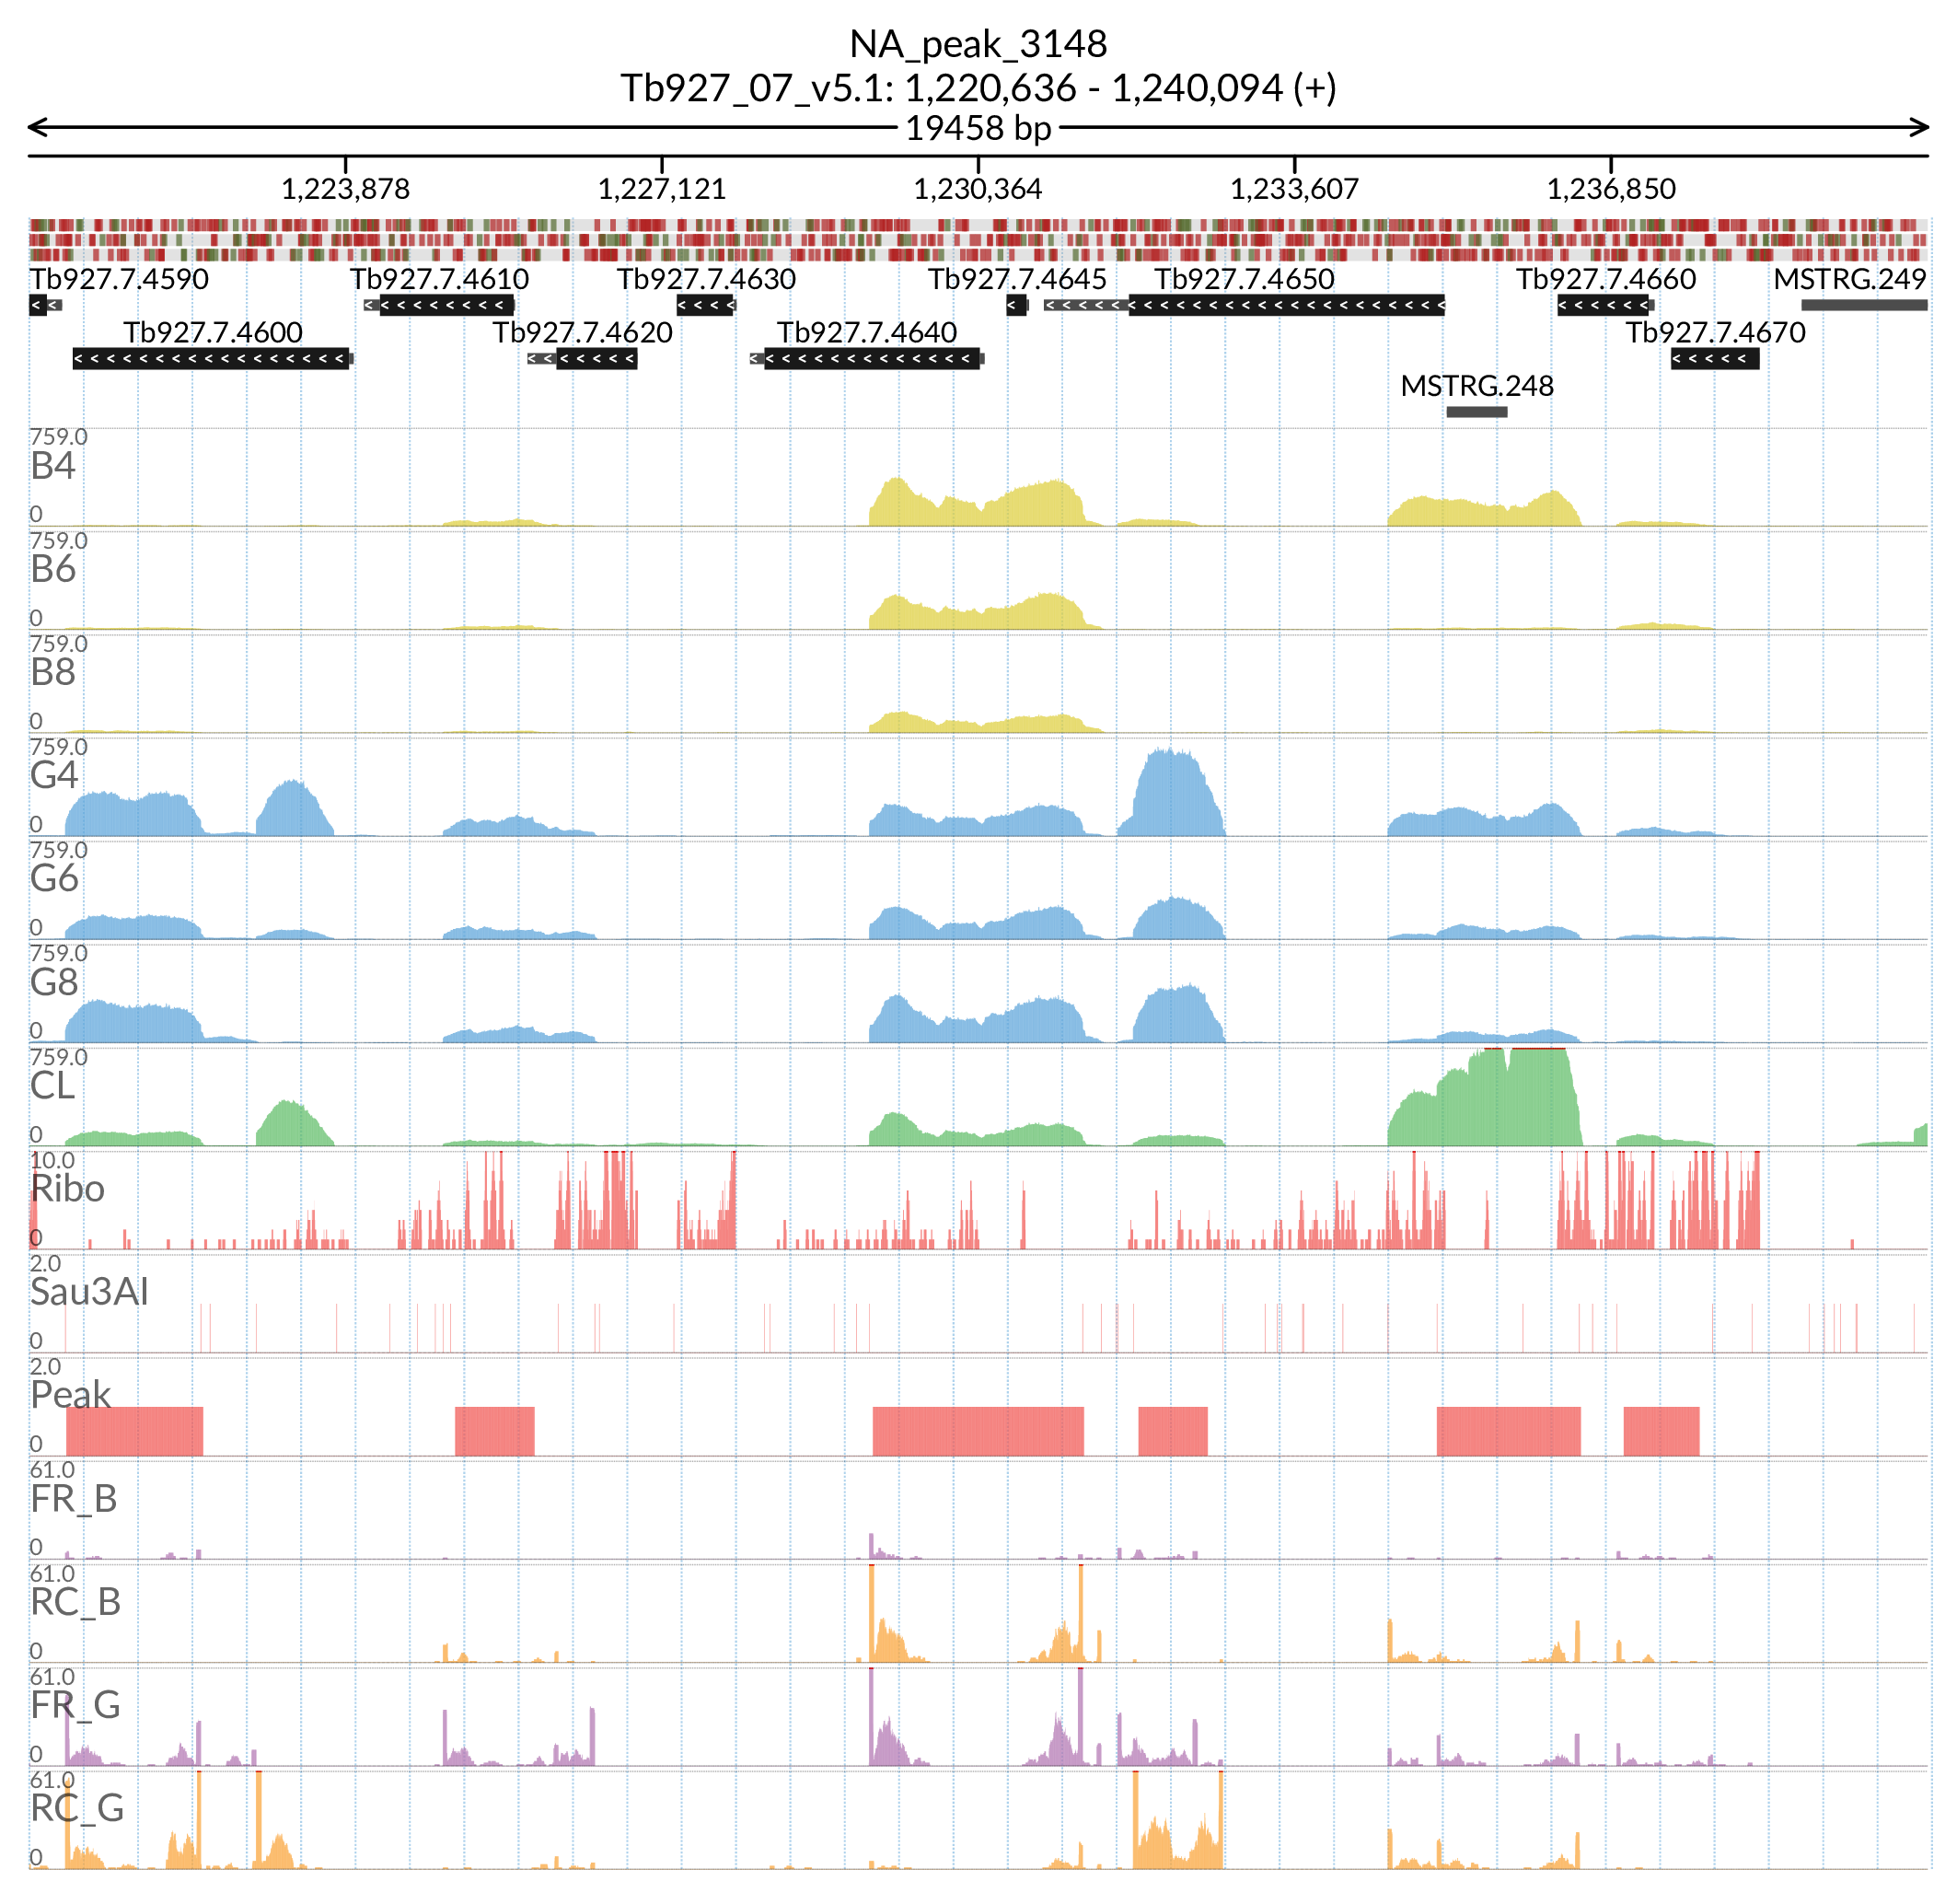 NA_peak_3148
Tb927_07_v5.1: 1,220,636 - 1,240,094 (+)
19458 bp
1,223,878 1,227,121 1,230,364 1,233,607 1,236,850
Tb927.7.4590 Tb927.7.4610 Tb927.7.4630 Tb927.7.4645 Tb927.7.4650 Tb927.7.4660 MSTRG.249
Tb927.7.4600 Tb927.7.4620 Tb927.7.4640 Tb927.7.4670
MSTRG.248
759.0
B4
0
759.0
B6
0
759.0
B8
0
759.0
G4
0
759.0
G6
0
759.0
G8
0
759.0
CL
0
10.0
Ribo
0
2.0
Sau3AI
0
2.0
Peak
0
61.0
FR_B
0
61.0
RC_B
0
61.0
FR_G
0
61.0
RC_G
0